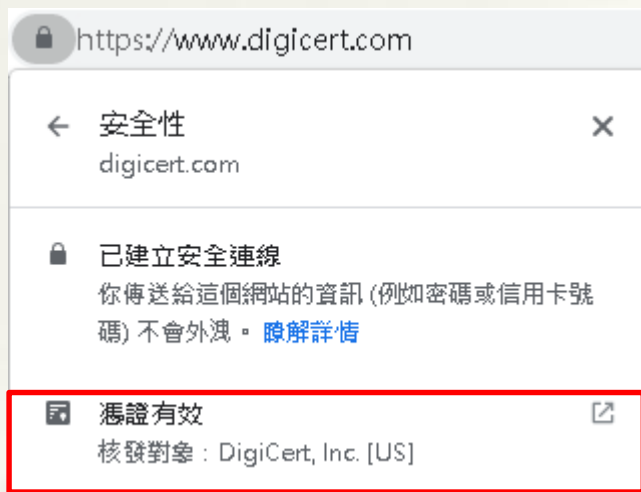 https://www.digicert.com
安全性
digicert.com
已建立安全連線
你傳送給這個網站的資訊 (例如密碼或信用卡號
碼) 不會外洩。瞭解詳情
憑證有效
核發對象：DigiCert, Inc. [US]